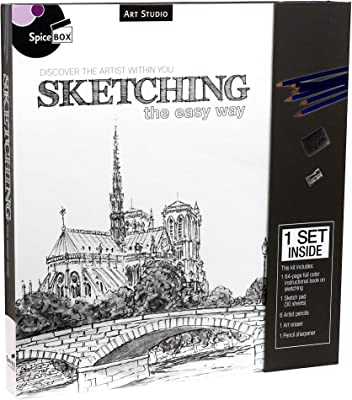 ART STUDIO
Spice BOX
DISCOVER THE ARTIST WITHIN YOU
SKETCHING
the easy way
SKETCHING
1 SET
INSIDE
This kit includes:
1 64-page full color
instructional book on
sketching
1 Sketch pad
(30 sheets)
6 Artist pencils
1 Art eraser
1 Pencil sharpener